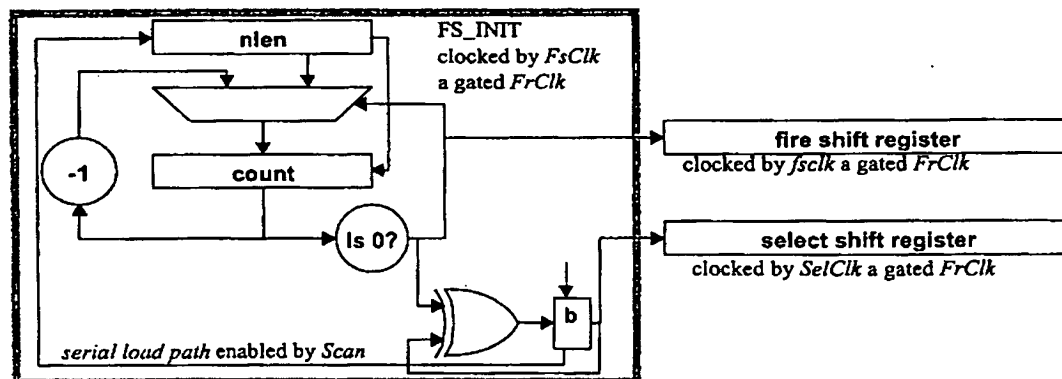 nlen
FS_INIT
clocked by FsClk
a gated FrClk
fire shift register
clocked by fsclk a gated FrClk
-1
count
Is 0?
select shift register
clocked by SelClk a gated FrClk
b
serial load path enabled by Scan